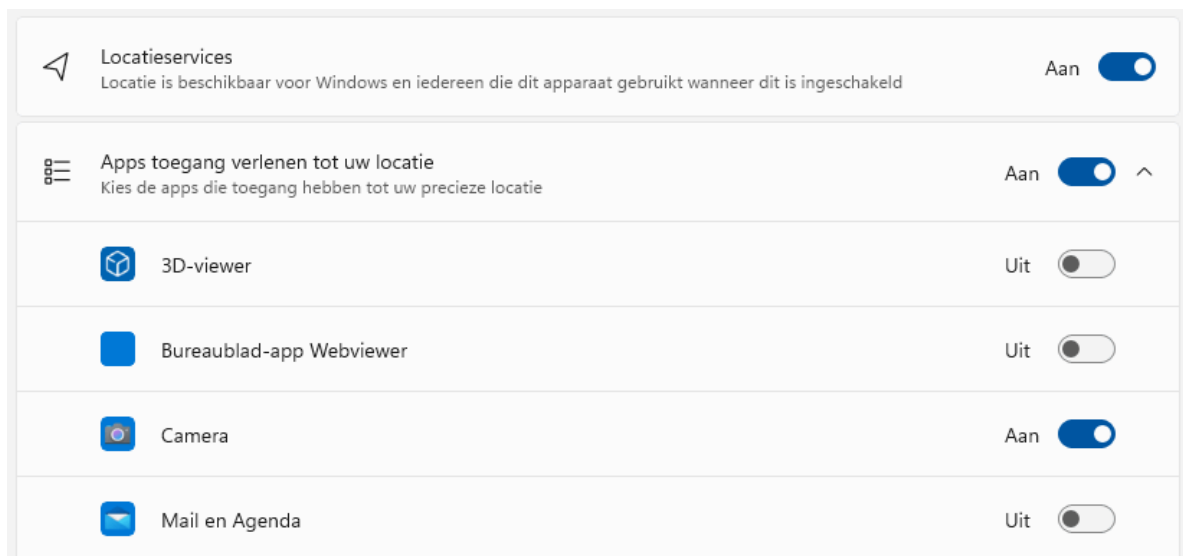 Locatieservices
Locatie is beschikbaar voor Windows en iedereen die dit apparaat gebruikt wanneer dit is ingeschakeld
Aan
Apps toegang verlenen tot uw locatie
Kies de apps die toegang hebben tot uw precieze locatie
Aan
3D-viewer
Uit
Bureaublad-app Webviewer
Uit
Camera
Aan
Mail en Agenda
Uit